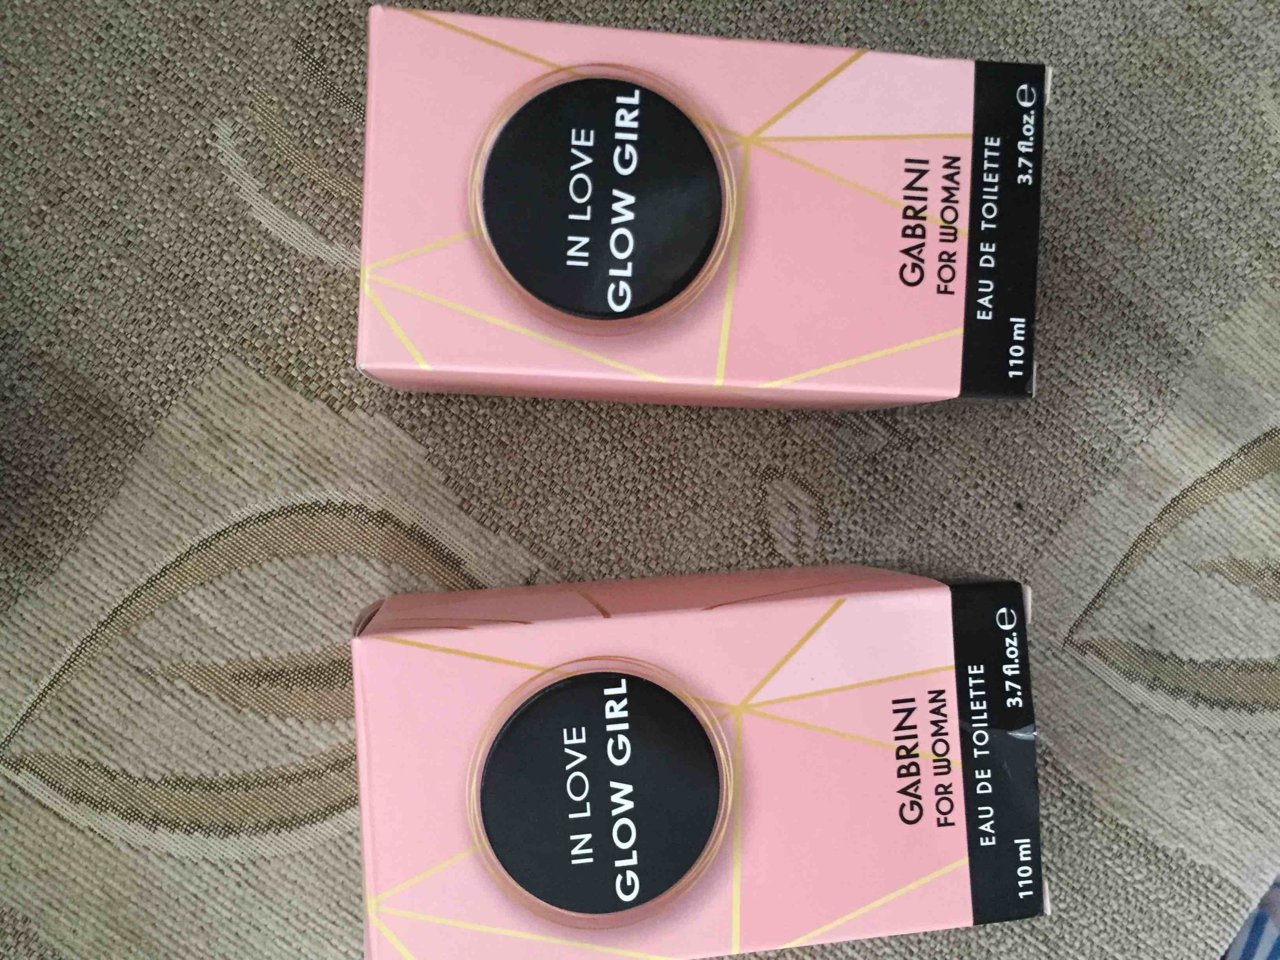 IN LOVE
GLOW GIRL
GABRINI
FOR WOMAN
EAU DE TOILETTE
110 ml 3.7 fl.oz. ℮
IN LOVE
GLOW GIRL
GABRINI
FOR WOMAN
EAU DE TOILETTE
110 ml 3.7 fl.oz. ℮